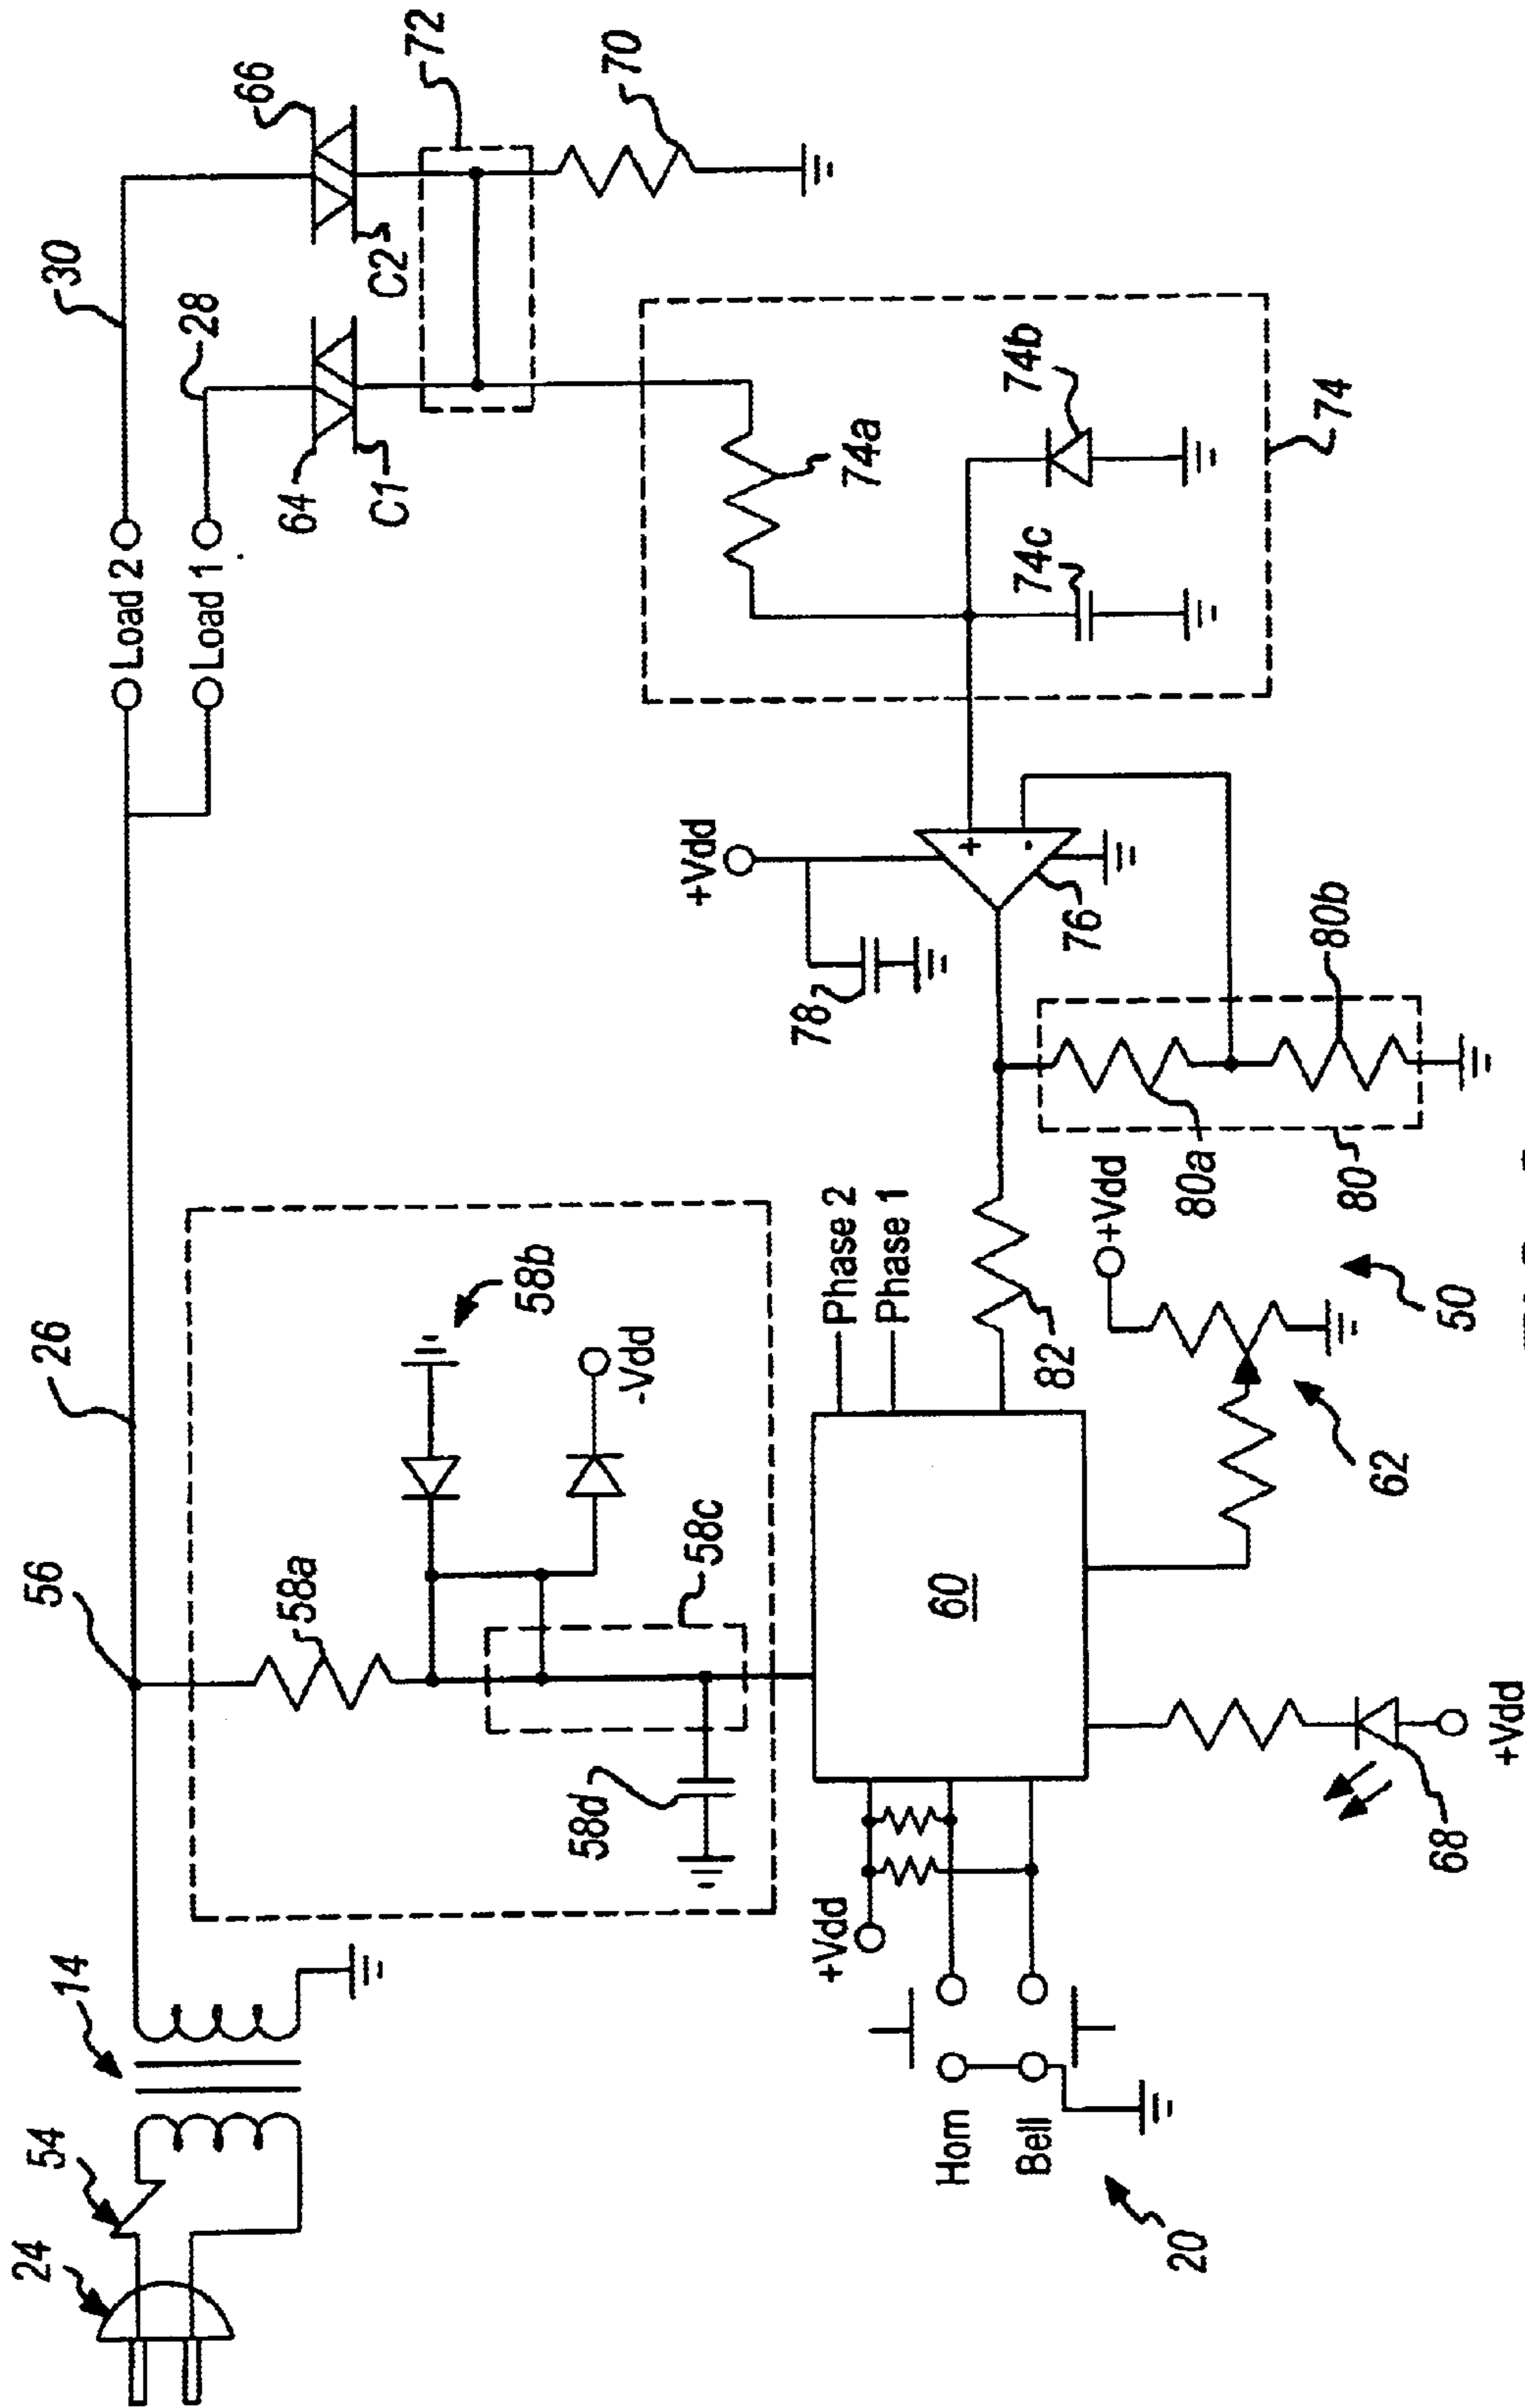 24
54
14
56
26
Load 2
30
Load 1
28
66
64
58a
C1
C2
72
58b
58d
58c
-Vdd
70
+Vdd
+Vdd
78
Phase 2
Phase 1
74a
74c
74b
Horn
Bell
60
82
76
+Vdd
20
80a
80b
74
62
80
68
50
+Vdd